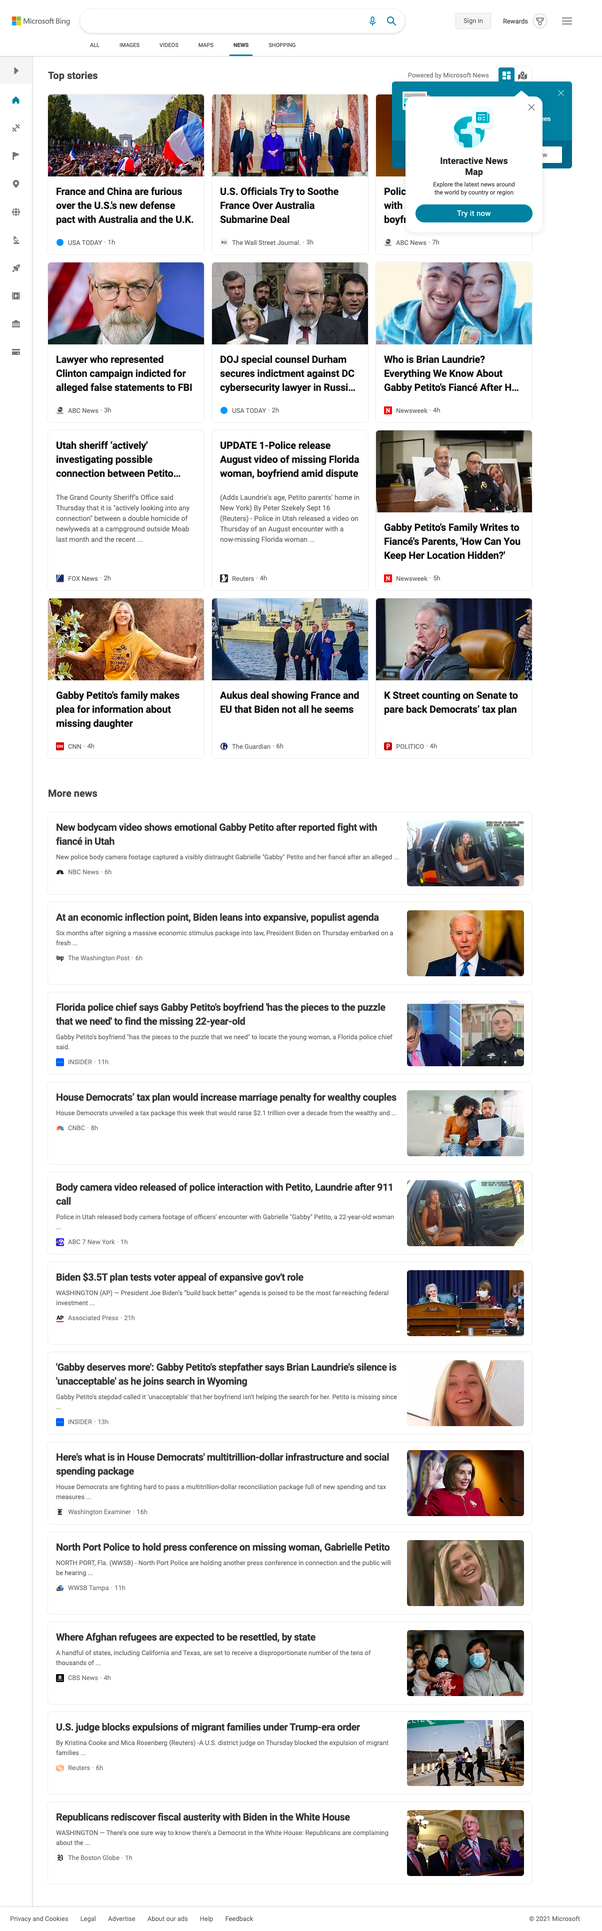 Microsoft Bing
Sign in
Rewards
ALL
IMAGES
VIDEOS
MAPS
NEWS
SHOPPING
Top stories
Powered by Microsoft News
Interactive News
Map
Explore the latest news around
the world by country or region
Try it now
France and China are furious
over the U.S.'s new defense
pact with Australia and the U.K.
USA TODAY · 1h
U.S. Officials Try to Soothe
France Over Australia
Submarine Deal
The Wall Street Journal. · 3h
Polic
with
boyfr
ABC News · 7h
Lawyer who represented
Clinton campaign indicted for
alleged false statements to FBI
ABC News · 3h
DOJ special counsel Durham
secures indictment against DC
cybersecurity lawyer in Russi...
USA TODAY · 2h
Who is Brian Laundrie?
Everything We Know About
Gabby Petito's Fiancé After H...
Newsweek · 4h
Utah sheriff 'actively'
investigating possible
connection between Petito...
The Grand County Sheriff's Office said
Thursday that it is "actively looking into any
connection" between a double homicide of
newlyweds at a campground outside Moab
last month and the recent ...
FOX News · 2h
UPDATE 1-Police release
August video of missing Florida
woman, boyfriend amid dispute
(Adds Laundrie's age, Petito parents' home in
New York) By Peter Szekely Sept 16
(Reuters) - Police in Utah released a video on
Thursday of an August encounter with a
now-missing Florida woman ...
Reuters · 4h
Gabby Petito's Family Writes to
Fiancé's Parents, 'How Can You
Keep Her Location Hidden?'
Newsweek · 5h
Gabby Petito's family makes
plea for information about
missing daughter
CNN · 4h
Aukus deal showing France and
EU that Biden not all he seems
The Guardian · 6h
K Street counting on Senate to
pare back Democrats' tax plan
POLITICO · 4h
More news
New bodycam video shows emotional Gabby Petito after reported fight with
fiancé in Utah
New police body camera footage captured a visibly distraught Gabrielle "Gabby" Petito and her fiancé after an alleged ...
NBC News · 6h
At an economic inflection point, Biden leans into expansive, populist agenda
Six months after signing a massive economic stimulus package into law, President Biden on Thursday embarked on a
fresh ...
The Washington Post · 6h
Florida police chief says Gabby Petito's boyfriend 'has the pieces to the puzzle
that we need' to find the missing 22-year-old
Gabby Petito's boyfriend "has the pieces to the puzzle that we need" to locate the young woman, a Florida police chief
said.
INSIDER · 11h
House Democrats' tax plan would increase marriage penalty for wealthy couples
House Democrats unveiled a tax package this week that would raise $2.1 trillion over a decade from the wealthy and ...
CNBC · 8h
Body camera video released of police interaction with Petito, Laundrie after 911
call
Police in Utah released body camera footage of officers' encounter with Gabrielle "Gabby" Petito, a 22-year-old woman
...
ABC 7 New York · 1h
Biden $3.5T plan tests voter appeal of expansive gov't role
WASHINGTON (AP) — President Joe Biden's "build back better" agenda is poised to be the most far-reaching federal
investment ...
Associated Press · 21h
'Gabby deserves more': Gabby Petito's stepfather says Brian Laundrie's silence is
'unacceptable' as he joins search in Wyoming
Gabby Petito's stepdad called it 'unacceptable' that her boyfriend isn't helping the search for her. Petito is missing since
...
INSIDER · 13h
Here's what is in House Democrats' multitrillion-dollar infrastructure and social
spending package
House Democrats are fighting hard to pass a multitrillion-dollar reconciliation package full of new spending and tax
measures ...
Washington Examiner · 16h
North Port Police to hold press conference on missing woman, Gabrielle Petito
NORTH PORT, Fla. (WWSB) - North Port Police are holding another press conference in connection and the public will
be hearing ...
WWSB Tampa · 11h
Where Afghan refugees are expected to be resettled, by state
A handful of states, including California and Texas, are set to receive a disproportionate number of the tens of
thousands of ...
CBS News · 4h
U.S. judge blocks expulsions of migrant families under Trump-era order
By Kristina Cooke and Mica Rosenberg (Reuters) -A U.S. district judge on Thursday blocked the expulsion of migrant
families ...
Reuters · 6h
Republicans rediscover fiscal austerity with Biden in the White House
WASHINGTON — There's one sure way to know there's a Democrat in the White House: Republicans are complaining
about the ...
The Boston Globe · 1h
Privacy and Cookies
Legal
Advertise
About our ads
Help
Feedback
© 2021 Microsoft